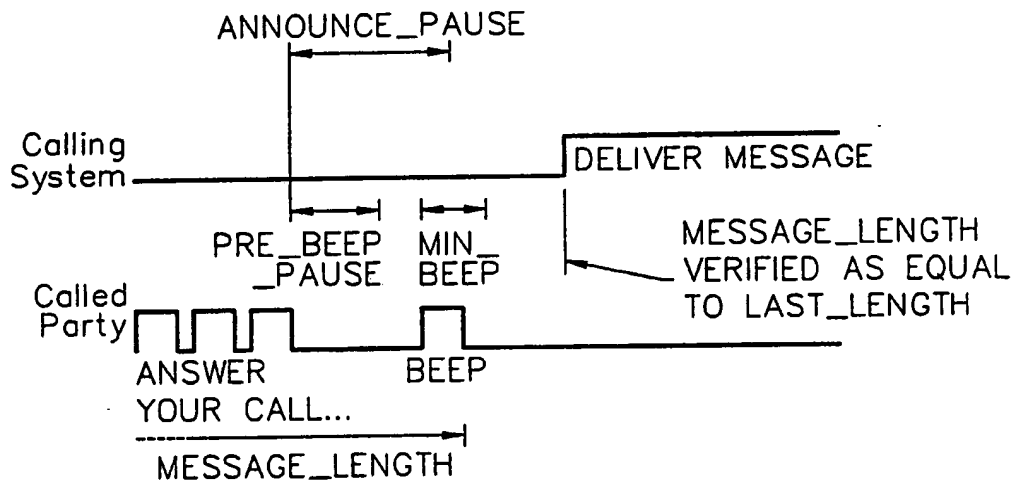 ANNOUNCE_PAUSE
Calling
System
DELIVER MESSAGE
PRE_BEEP
_PAUSE
MIN_
BEEP
MESSAGE_LENGTH
VERIFIED AS EQUAL
TO LAST_LENGTH
Called
Party
ANSWER
YOUR CALL...
BEEP
MESSAGE_LENGTH